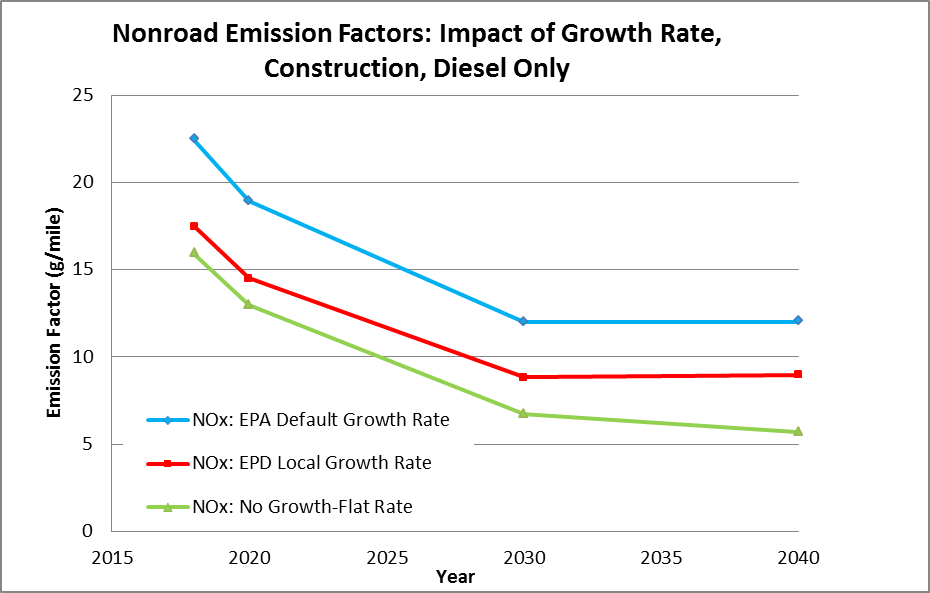 Nonroad Emission Factors: Impact of Growth Rate,
Construction, Diesel Only
25
20
15
10
5
0
Emission Factor (g/mile)
NOx: EPA Default Growth Rate
NOx: EPD Local Growth Rate
NOx: No Growth-Flat Rate
2015 2020 2025 2030 2035 2040
Year